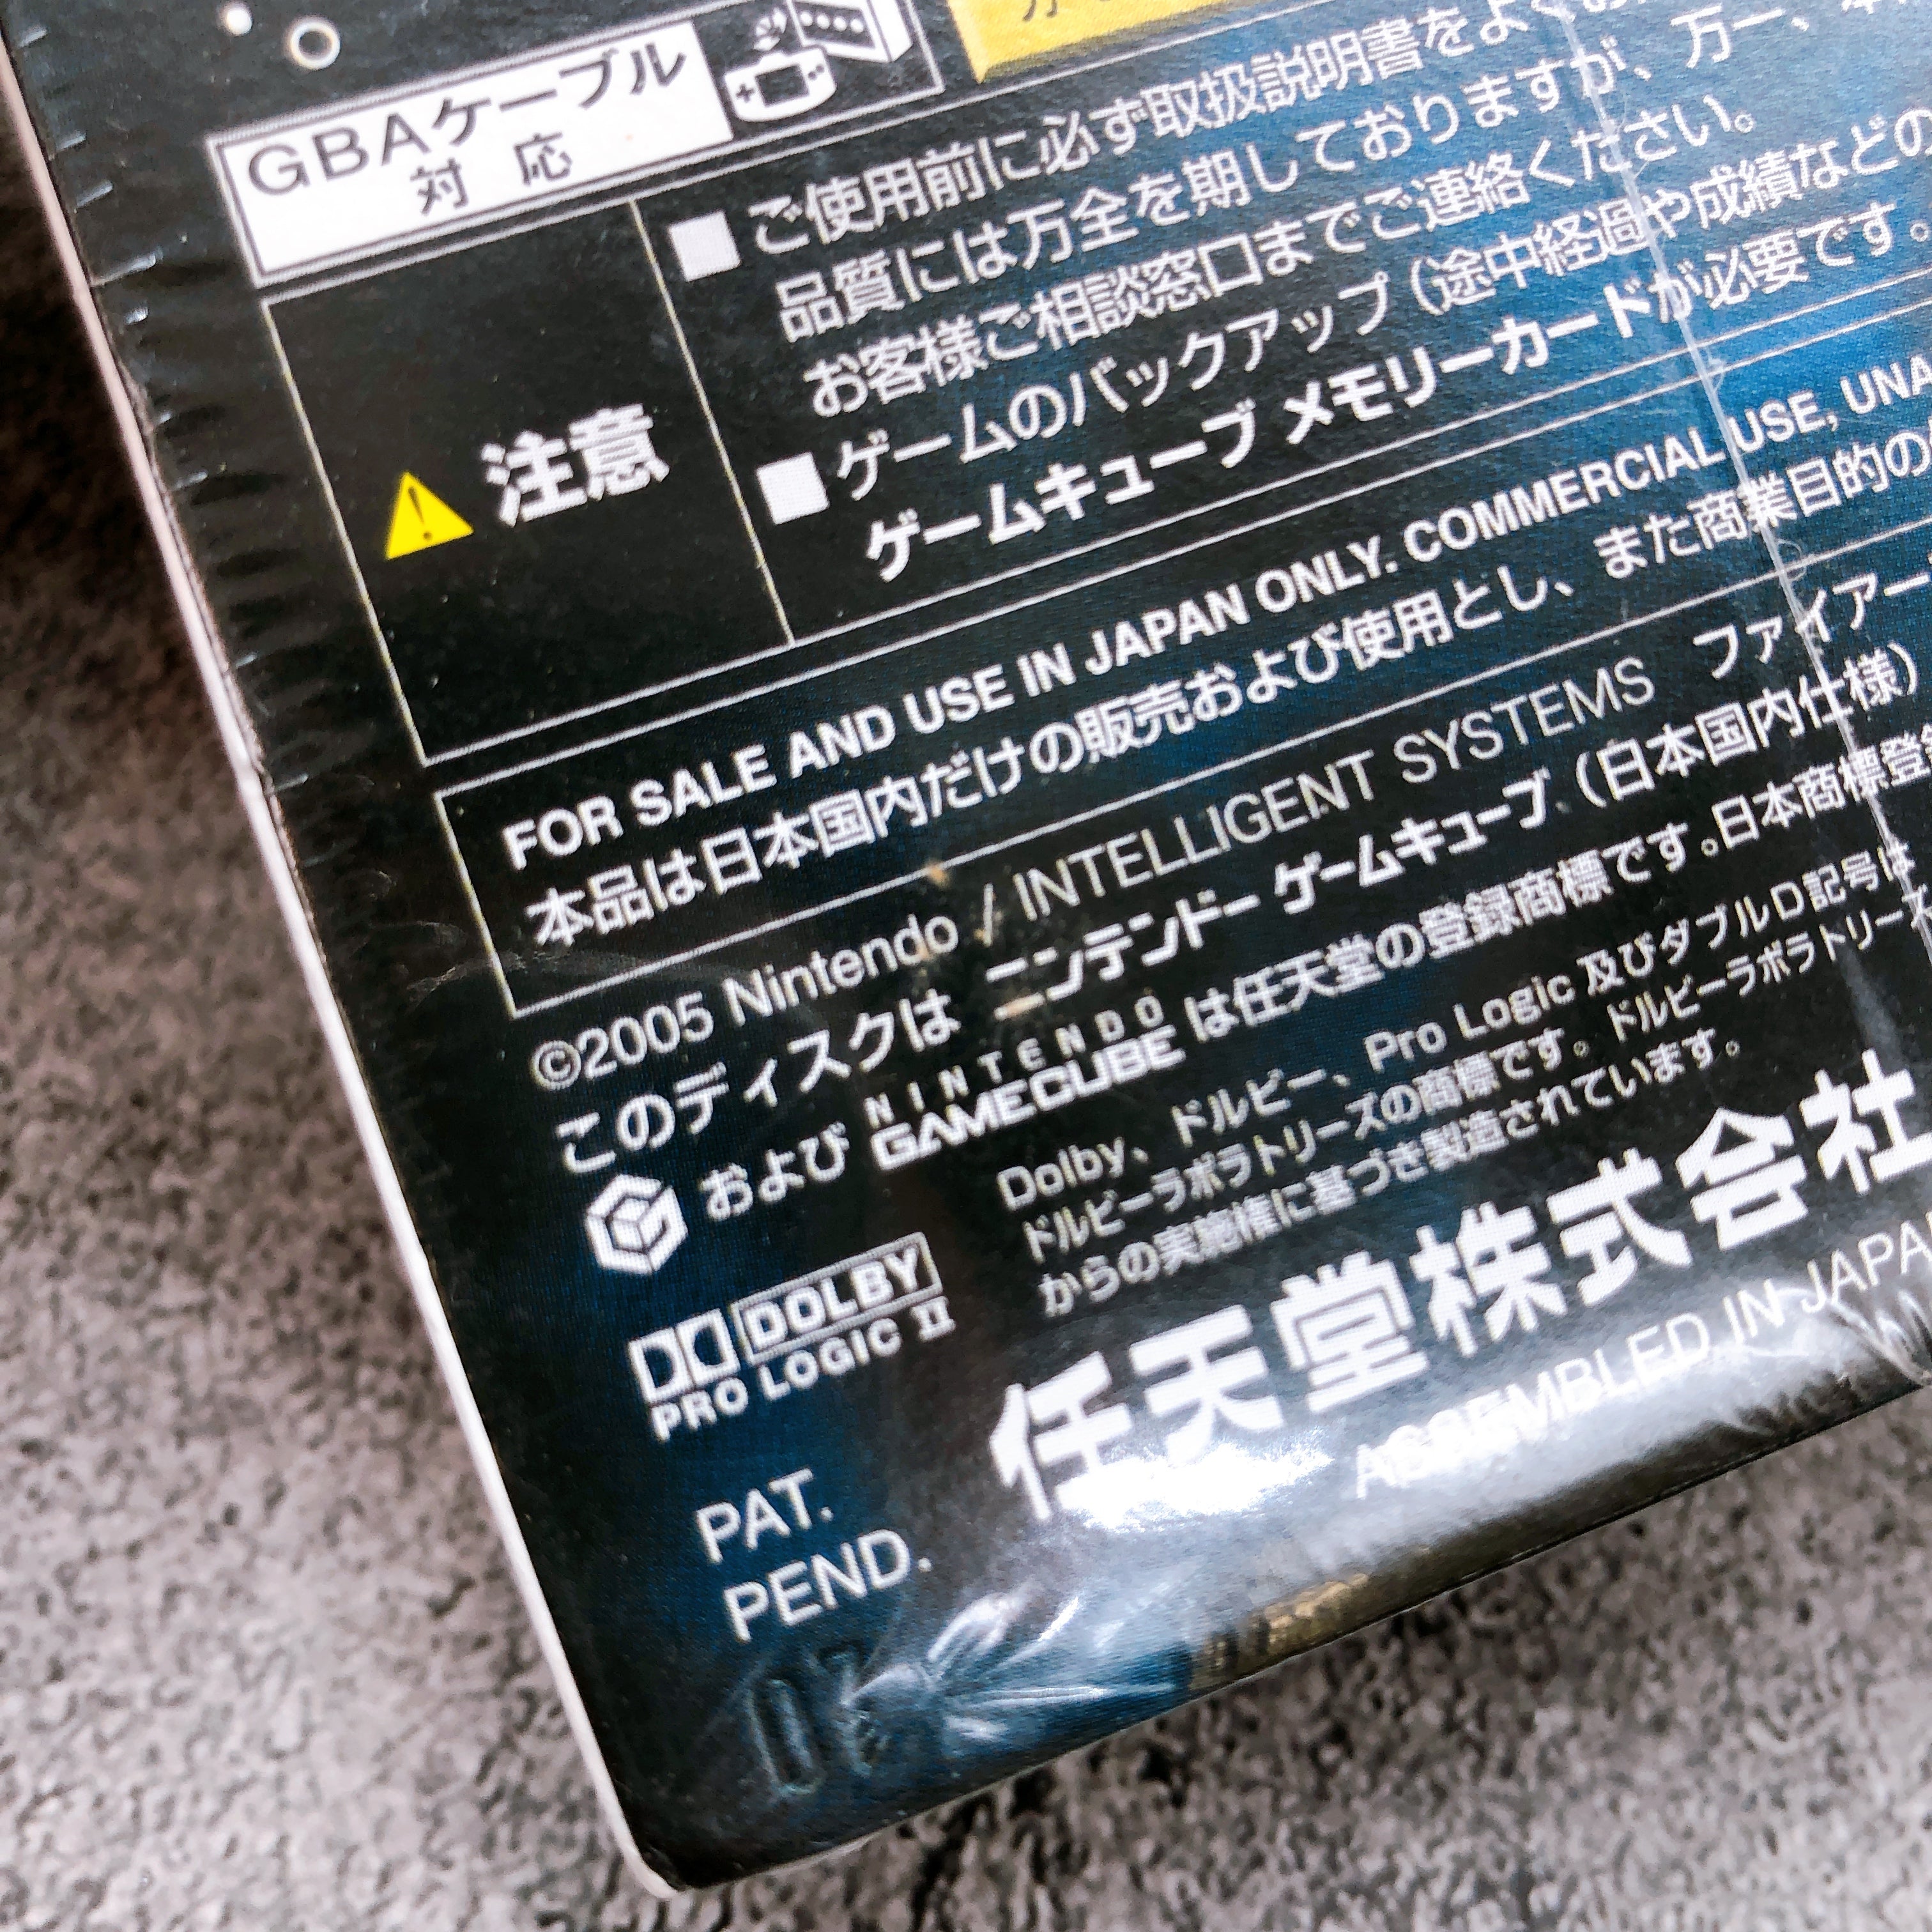 GBAケーブル
対応
注意
■ご使用前に必ず取扱説明書をよく
品質には万全を期しておりますが、万一、
お客様ご相談窓口までご連絡ください。
■ゲームのバックアップ(途中経過や成績などの
ゲームキューブ メモリーカードが必要です。
FOR SALE AND USE IN JAPAN ONLY. COMMERCIAL USE, UNA
本品は日本国内だけの販売および使用とし、また商業目的の
©2005 Nintendo / INTELLIGENT SYSTEMS ファイアー
このディスクは ニンテンドー ゲームキューブ(日本国内仕様)
および NINTENDO GAMECUBE は任天堂の登録商標です。日本商標登
Dolby、ドルビー、Pro Logic 及びダブルD記号は
ドルビーラボラトリーズの商標です。ドルビーラボラトリーズ
からの実施権に基づき製造されています。
DOLBY
PRO LOGIC II
任天堂株式会社
ASSEMBLED IN JAPAN
PAT.
PEND.